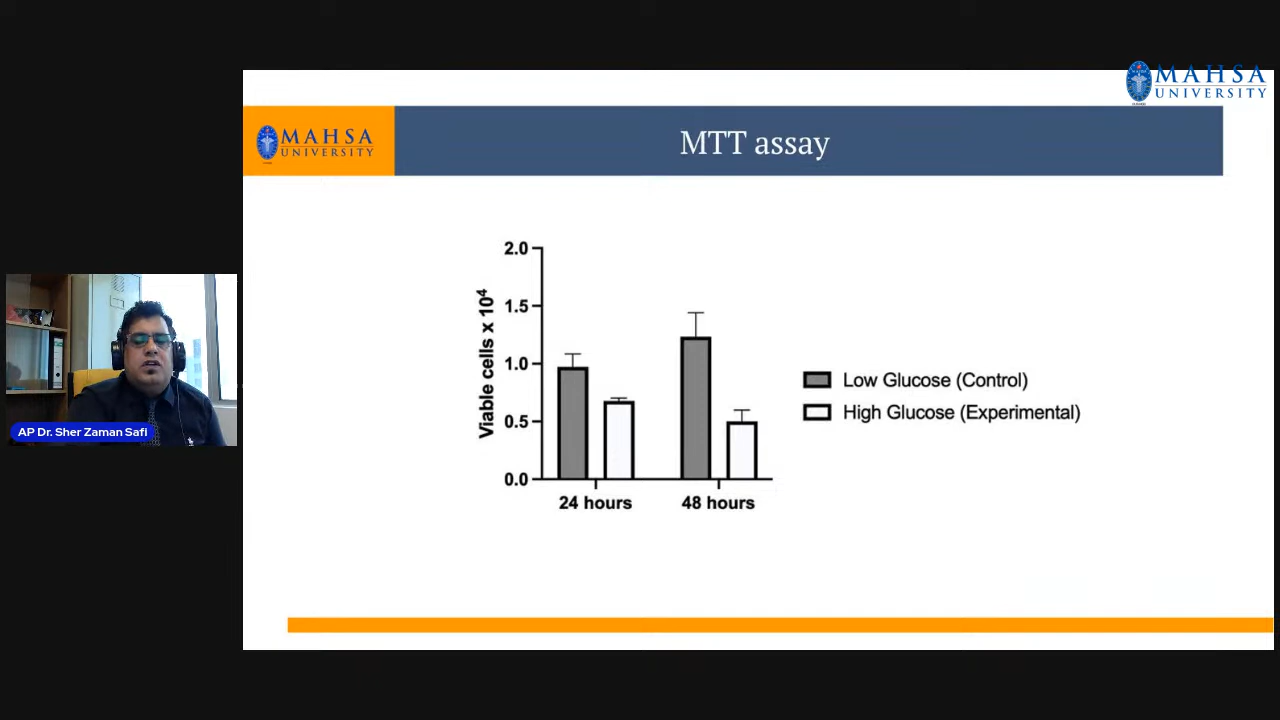 MAHSA
UNIVERSITY
MAHSA
UNIVERSITY
MTT assay
Viable cells x 10⁴
2.0
1.5
1.0
0.5
0.0
24 hours
48 hours
Low Glucose (Control)
High Glucose (Experimental)
AP Dr. Sher Zaman Safi